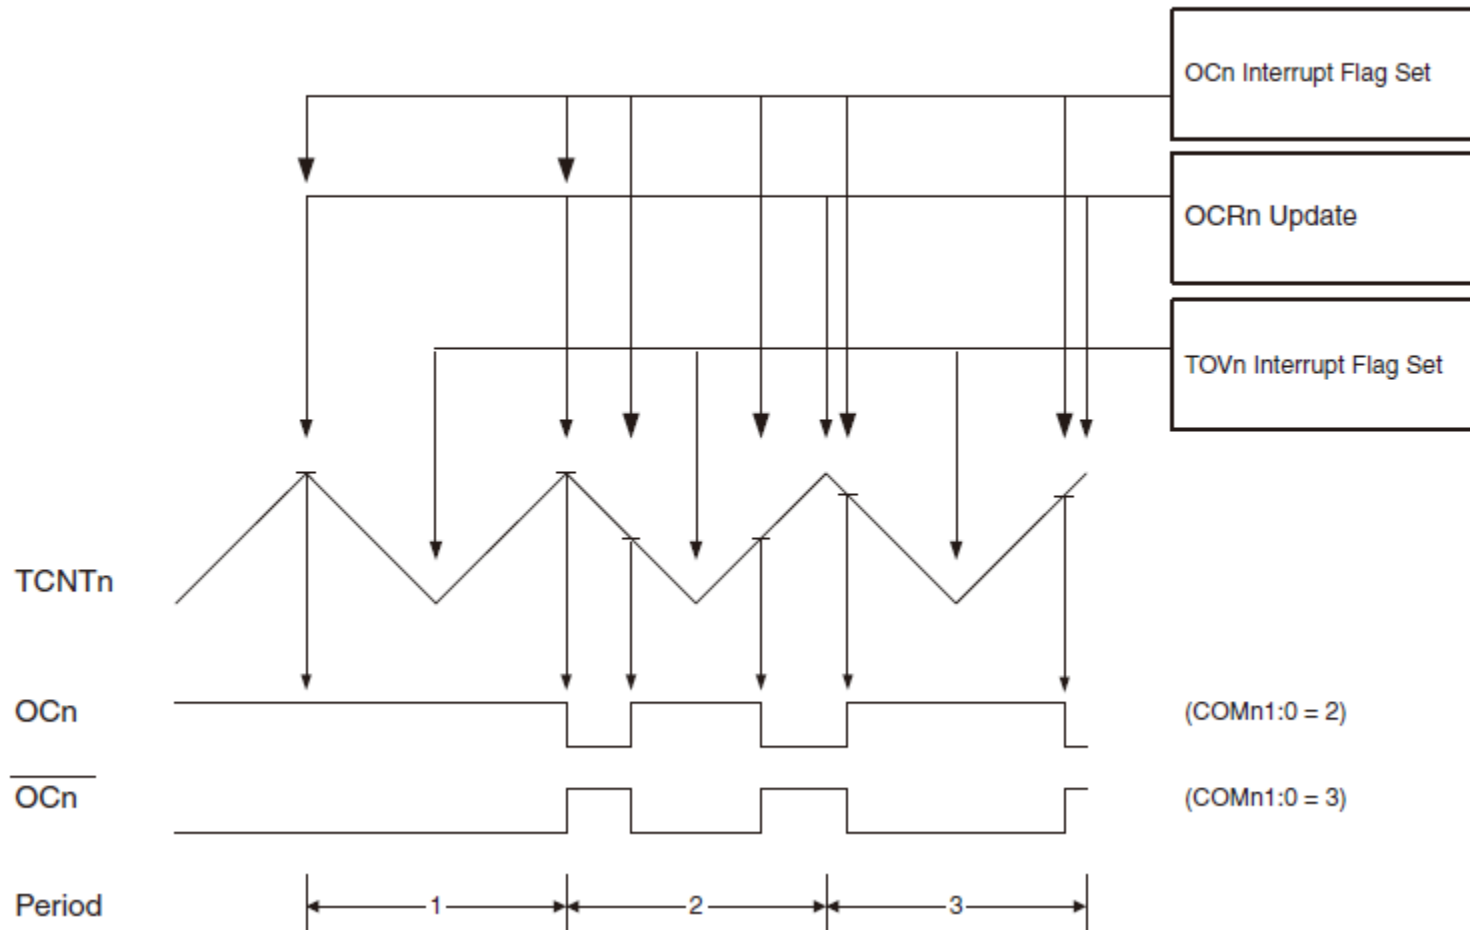 OCn Interrupt Flag Set
OCRn Update
TOVn Interrupt Flag Set
TCNTn
OCn (COMn1:0 = 2)
OCn (COMn1:0 = 3)
Period 1 2 3